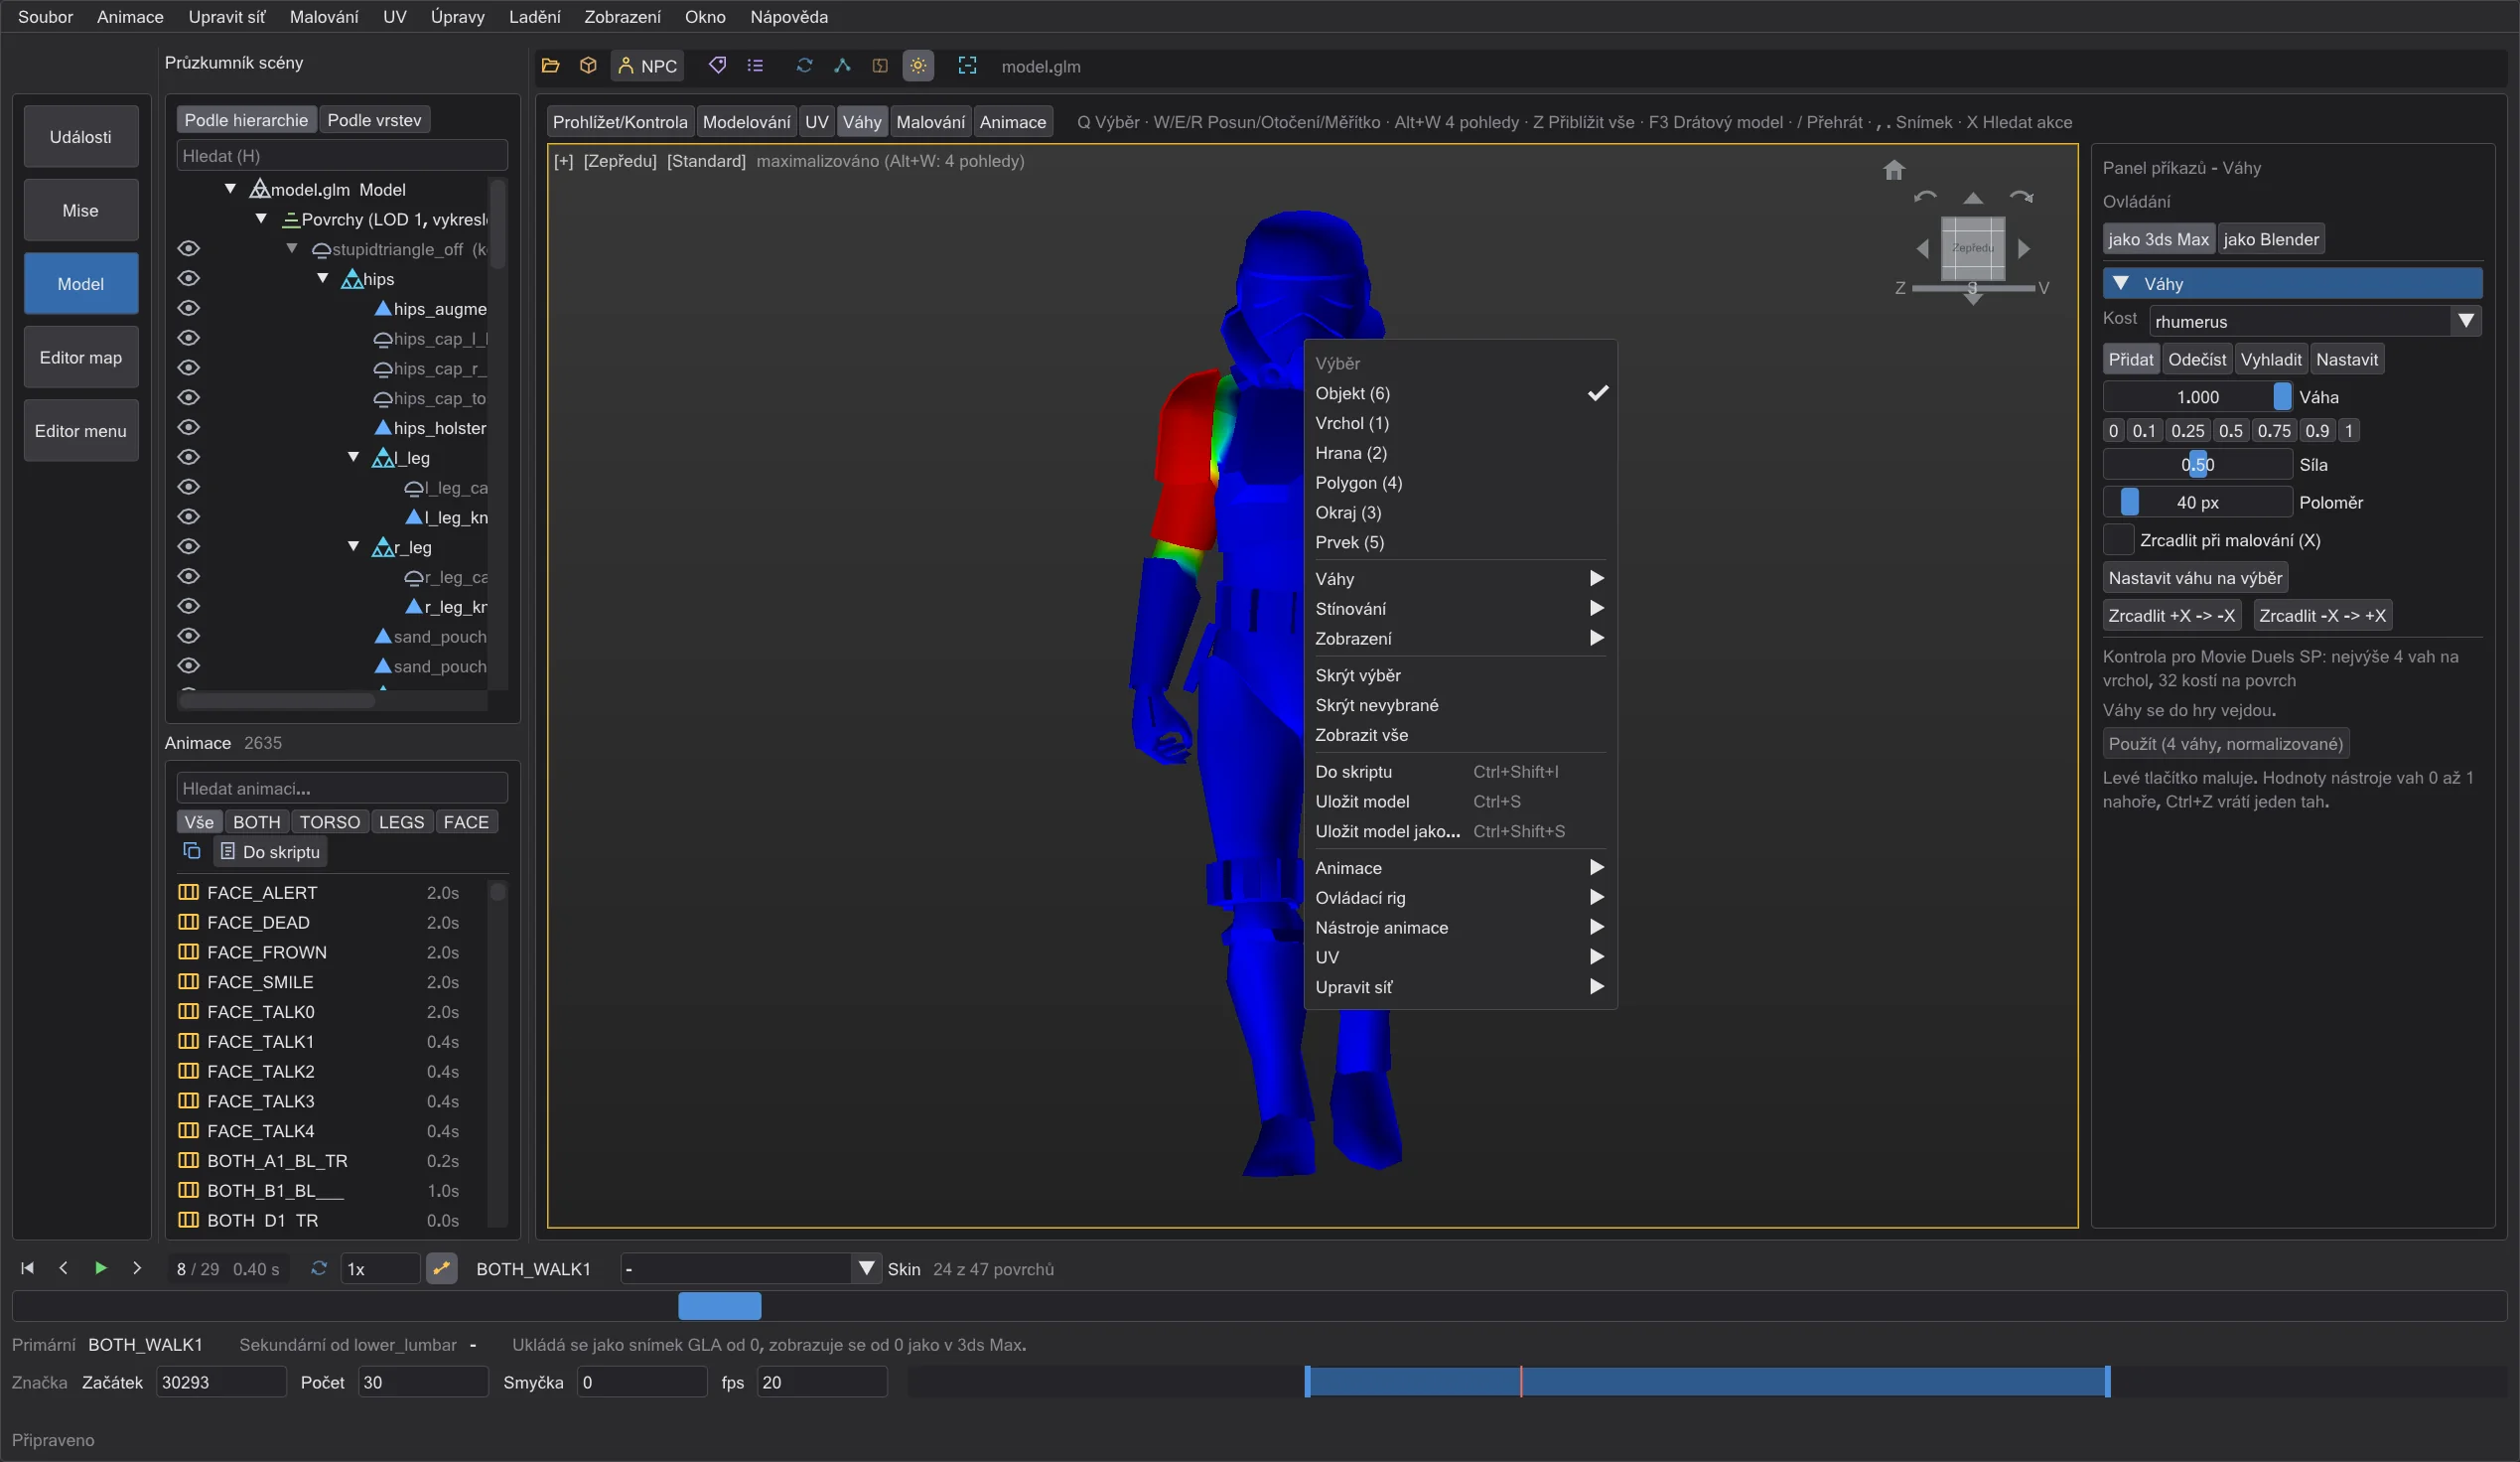 Soubor Animace Upravit síť Malování UV Úpravy Ladění Zobrazení Okno Nápověda
Průzkumník scény
NPC
model.glm
Události
Mise
Model
Editor map
Editor menu
Podle hierarchie Podle vrstev
Hledat (H)
model.glm Model
Povrchy (LOD 1, vykresl
stupidtriangle_off (k
hips
hips_augme
hips_cap_l_l
hips_cap_r_
hips_cap_to
hips_holster
l_leg
l_leg_ca
l_leg_kn
r_leg
r_leg_ca
r_leg_kn
sand_pouch
sand_pouch
Animace 2635
Hledat animaci...
Vše BOTH TORSO LEGS FACE
Do skriptu
FACE_ALERT 2.0s
FACE_DEAD 2.0s
FACE_FROWN 2.0s
FACE_SMILE 2.0s
FACE_TALK0 2.0s
FACE_TALK1 0.4s
FACE_TALK2 0.4s
FACE_TALK3 0.4s
FACE_TALK4 0.4s
BOTH_A1_BL_TR 0.2s
BOTH_B1_BL___ 1.0s
BOTH_D1_TR 0.0s
Prohlížet/Kontrola Modelování UV Váhy Malování Animace Q Výběr · W/E/R Posun/Otočení/Měřítko · Alt+W 4 pohledy · Z Přiblížit vše · F3 Drátový model · / Přehrát · , . Snímek · X Hledat akce
[+] [Zepředu] [Standard] maximalizováno (Alt+W: 4 pohledy)
Zepředu
Z S V
Výběr
Objekt (6)
Vrchol (1)
Hrana (2)
Polygon (4)
Okraj (3)
Prvek (5)
Váhy
Stínování
Zobrazení
Skrýt výběr
Skrýt nevybrané
Zobrazit vše
Do skriptu Ctrl+Shift+I
Uložit model Ctrl+S
Uložit model jako... Ctrl+Shift+S
Animace
Ovládací rig
Nástroje animace
UV
Upravit síť
Panel příkazů - Váhy
Ovládání
jako 3ds Max jako Blender
Váhy
Kost rhumerus
Přidat Odečíst Vyhladit Nastavit
1.000 Váha
0 0.1 0.25 0.5 0.75 0.9 1
0.50 Síla
40 px Poloměr
Zrcadlit při malování (X)
Nastavit váhu na výběr
Zrcadlit +X -> -X Zrcadlit -X -> +X
Kontrola pro Movie Duels SP: nejvýše 4 vah na
vrchol, 32 kostí na povrch
Váhy se do hry vejdou.
Použít (4 váhy, normalizované)
Levé tlačítko maluje. Hodnoty nástroje vah 0 až 1
nahoře, Ctrl+Z vrátí jeden tah.
8 / 29 0.40 s 1x BOTH_WALK1 - Skin 24 z 47 povrchů
Primární BOTH_WALK1 Sekundární od lower_lumbar - Ukládá se jako snímek GLA od 0, zobrazuje se od 0 jako v 3ds Max.
Značka Začátek 30293 Počet 30 Smyčka 0 fps 20
Připraveno